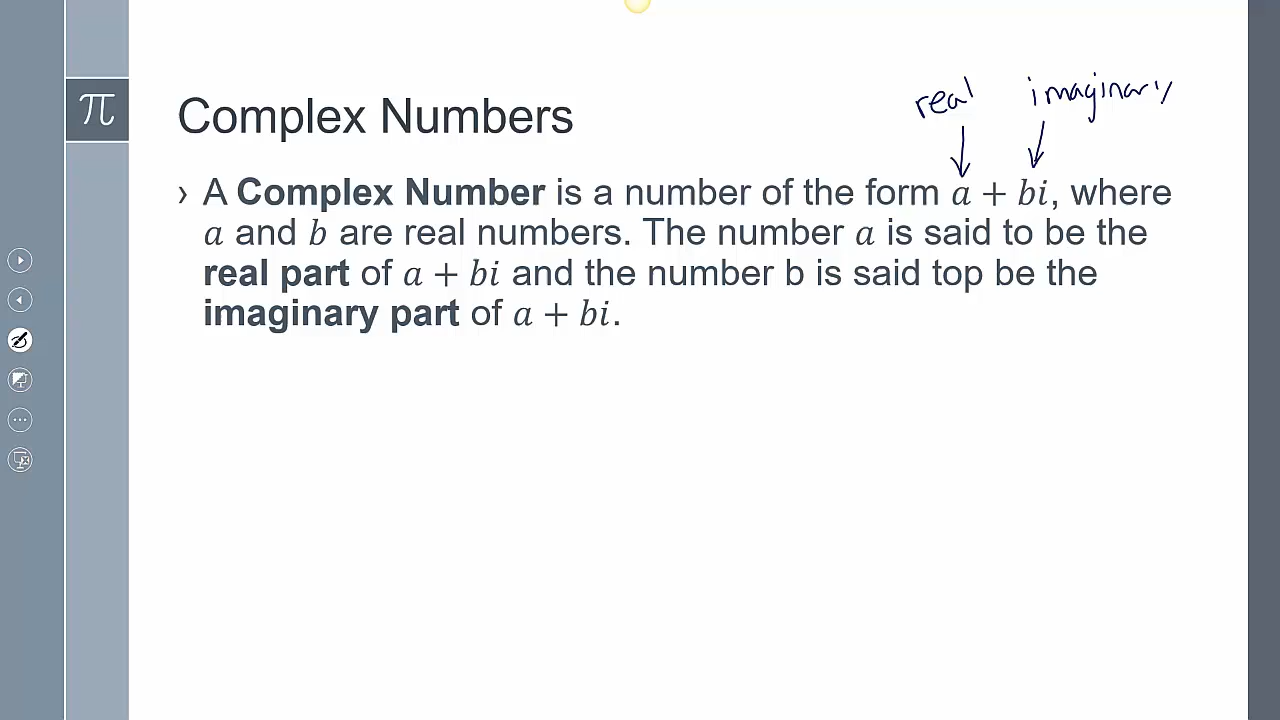 real imaginary
π
Complex Numbers
› A Complex Number is a number of the form a + bi, where
a and b are real numbers. The number a is said to be the
real part of a + bi and the number b is said top be the
imaginary part of a + bi.